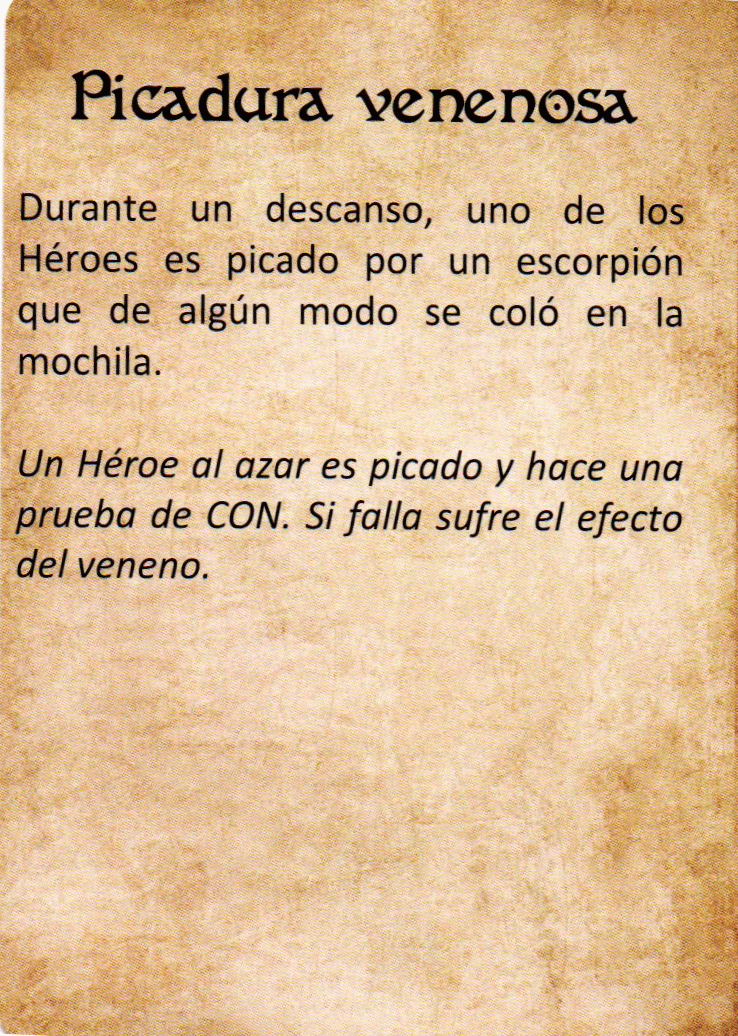 Picadura venenosa
Durante un descanso, uno de los
Héroes es picado por un escorpión
que de algún modo se coló en la
mochila.
Un Héroe al azar es picado y hace una
prueba de CON. Si falla sufre el efecto
del veneno.